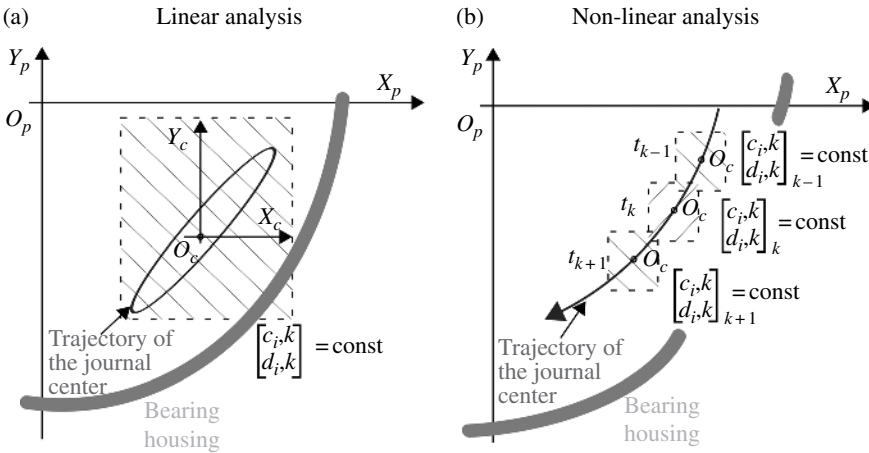 (a)
Linear analysis
Y_p
X_p
O_p
Y_c
X_c
O_c
Trajectory of
the journal
center
[c_i,k
d_i,k] = const
Bearing
housing
(b)
Non-linear analysis
Y_p
X_p
O_p
t_{k-1}
O_c
[c_i,k
d_i,k]_{k-1} = const
t_k
O_c
[c_i,k
d_i,k]_k = const
t_{k+1}
O_c
[c_i,k
d_i,k]_{k+1} = const
Trajectory of
the journal
center
Bearing
housing